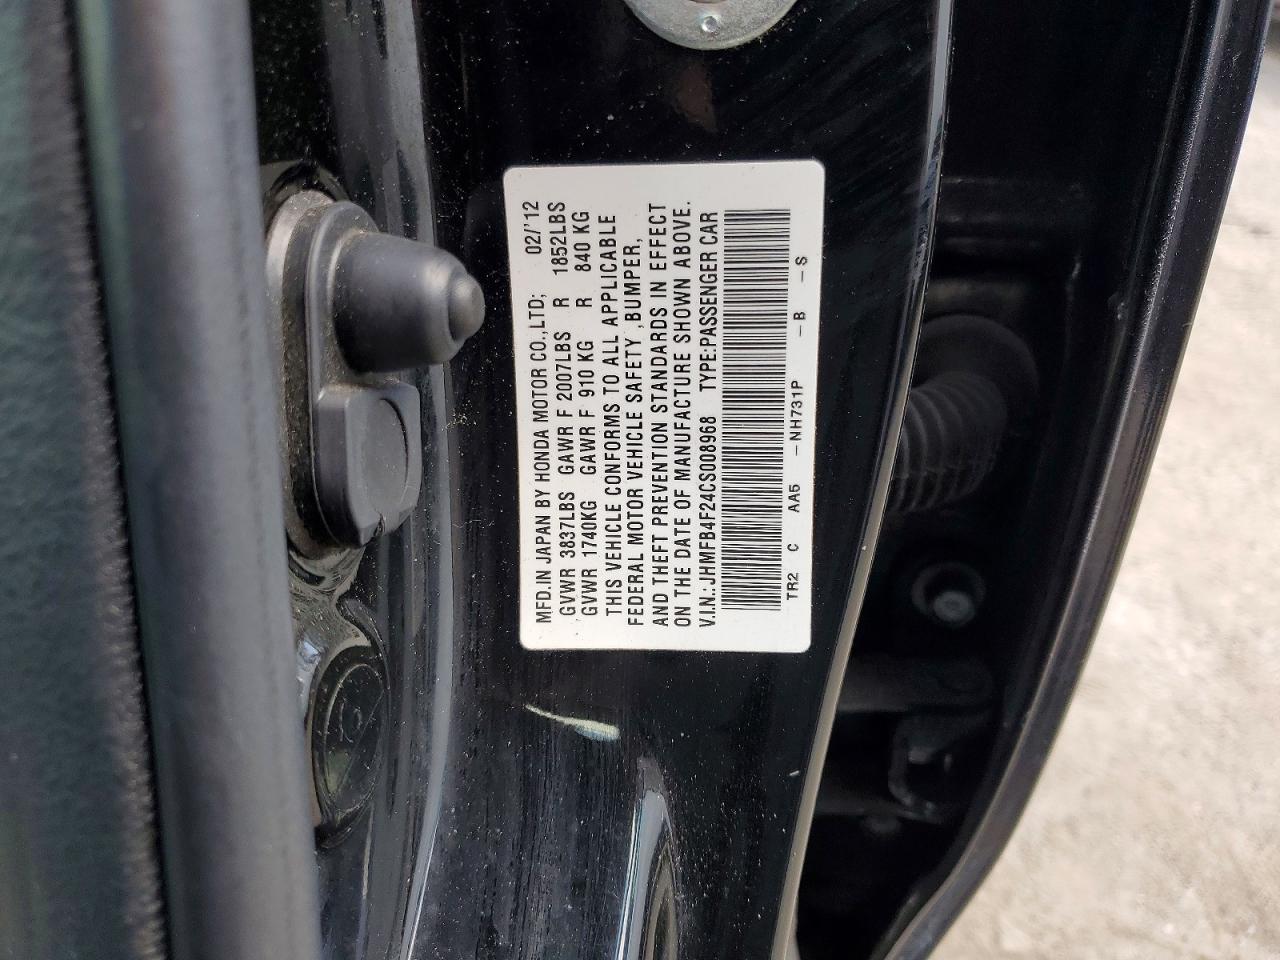 MFD.IN JAPAN BY HONDA MOTOR CO.,LTD; 02/'12
GVWR 3837LBS GAWR F 2007LBS R 1852LBS
GVWR 1740KG GAWR F 910 KG R 840 KG
THIS VEHICLE CONFORMS TO ALL APPLICABLE
FEDERAL MOTOR VEHICLE SAFETY ,BUMPER,
AND THEFT PREVENTION STANDARDS IN EFFECT
ON THE DATE OF MANUFACTURE SHOWN ABOVE.
V.I.N.:JHMFB4F24CS008968 TYPE:PASSENGER CAR
TR2 C AA5 -NH731P -B -S